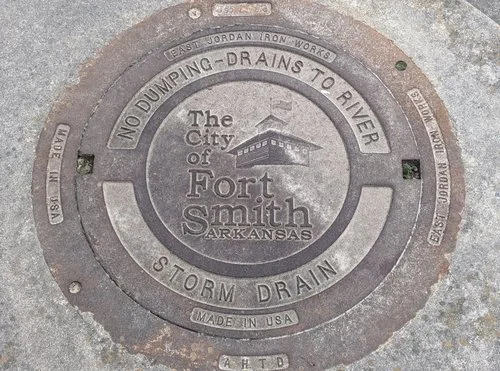 EAST JORDAN IRON WORKS
NO DUMPING-DRAINS TO RIVER
The
City
of
Fort
Smith
ARKANSAS
STORM DRAIN
MADE IN USA
MADE IN USA
EAST JORDAN IRON WORKS
AHTD